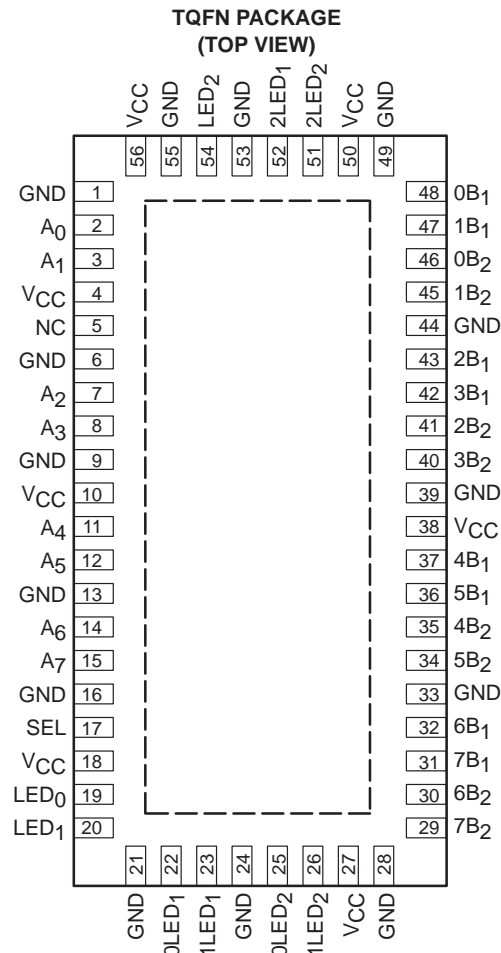 TQFN PACKAGE
(TOP VIEW)
VCC GND LED2 GND 2LED1 2LED2 VCC GND
56 55 54 53 52 51 50 49
GND 1 48 0B1
A0 2 47 1B1
A1 3 46 0B2
VCC 4 45 1B2
NC 5 44 GND
GND 6 43 2B1
A2 7 42 3B1
A3 8 41 2B2
GND 9 40 3B2
VCC 10 39 GND
A4 11 38 VCC
A5 12 37 4B1
GND 13 36 5B1
A6 14 35 4B2
A7 15 34 5B2
GND 16 33 GND
SEL 17 32 6B1
VCC 18 31 7B1
LED0 19 30 6B2
LED1 20 29 7B2
21 22 23 24 25 26 27 28
GND 0LED1 1LED1 GND 0LED2 1LED2 VCC GND